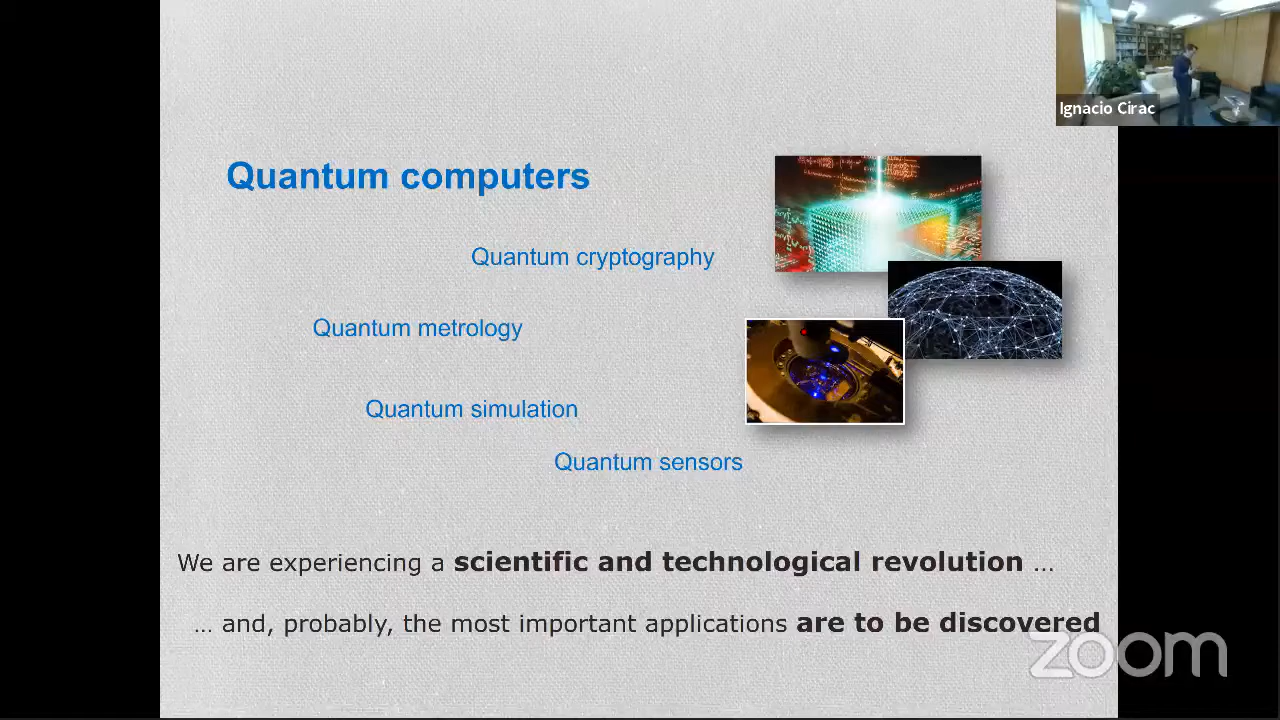 Ignacio Cirac
Quantum computers
Quantum cryptography
Quantum metrology
Quantum simulation
Quantum sensors
We are experiencing a scientific and technological revolution …
… and, probably, the most important applications are to be discovered
zoom